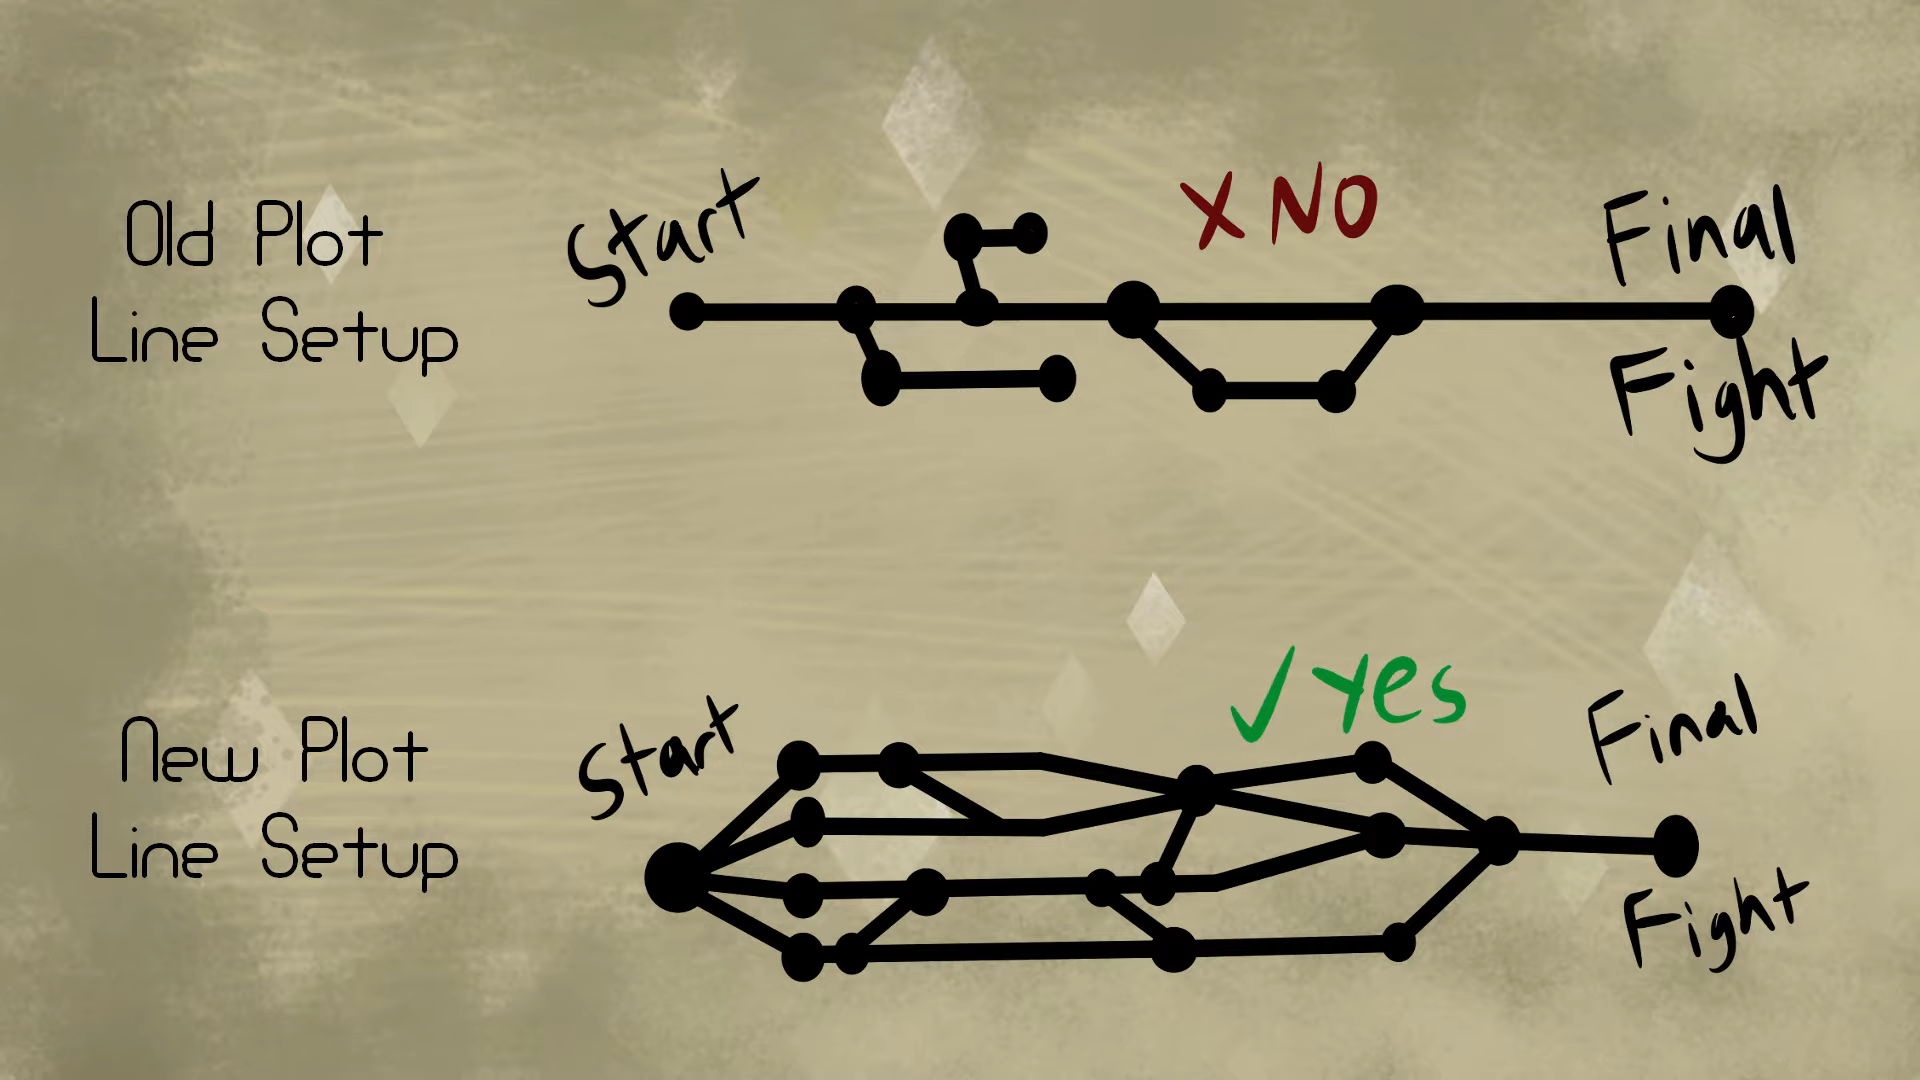 Old Plot
Line Setup
Start
X NO
Final
Fight
New Plot
Line Setup
Start
✓ Yes
Final
Fight